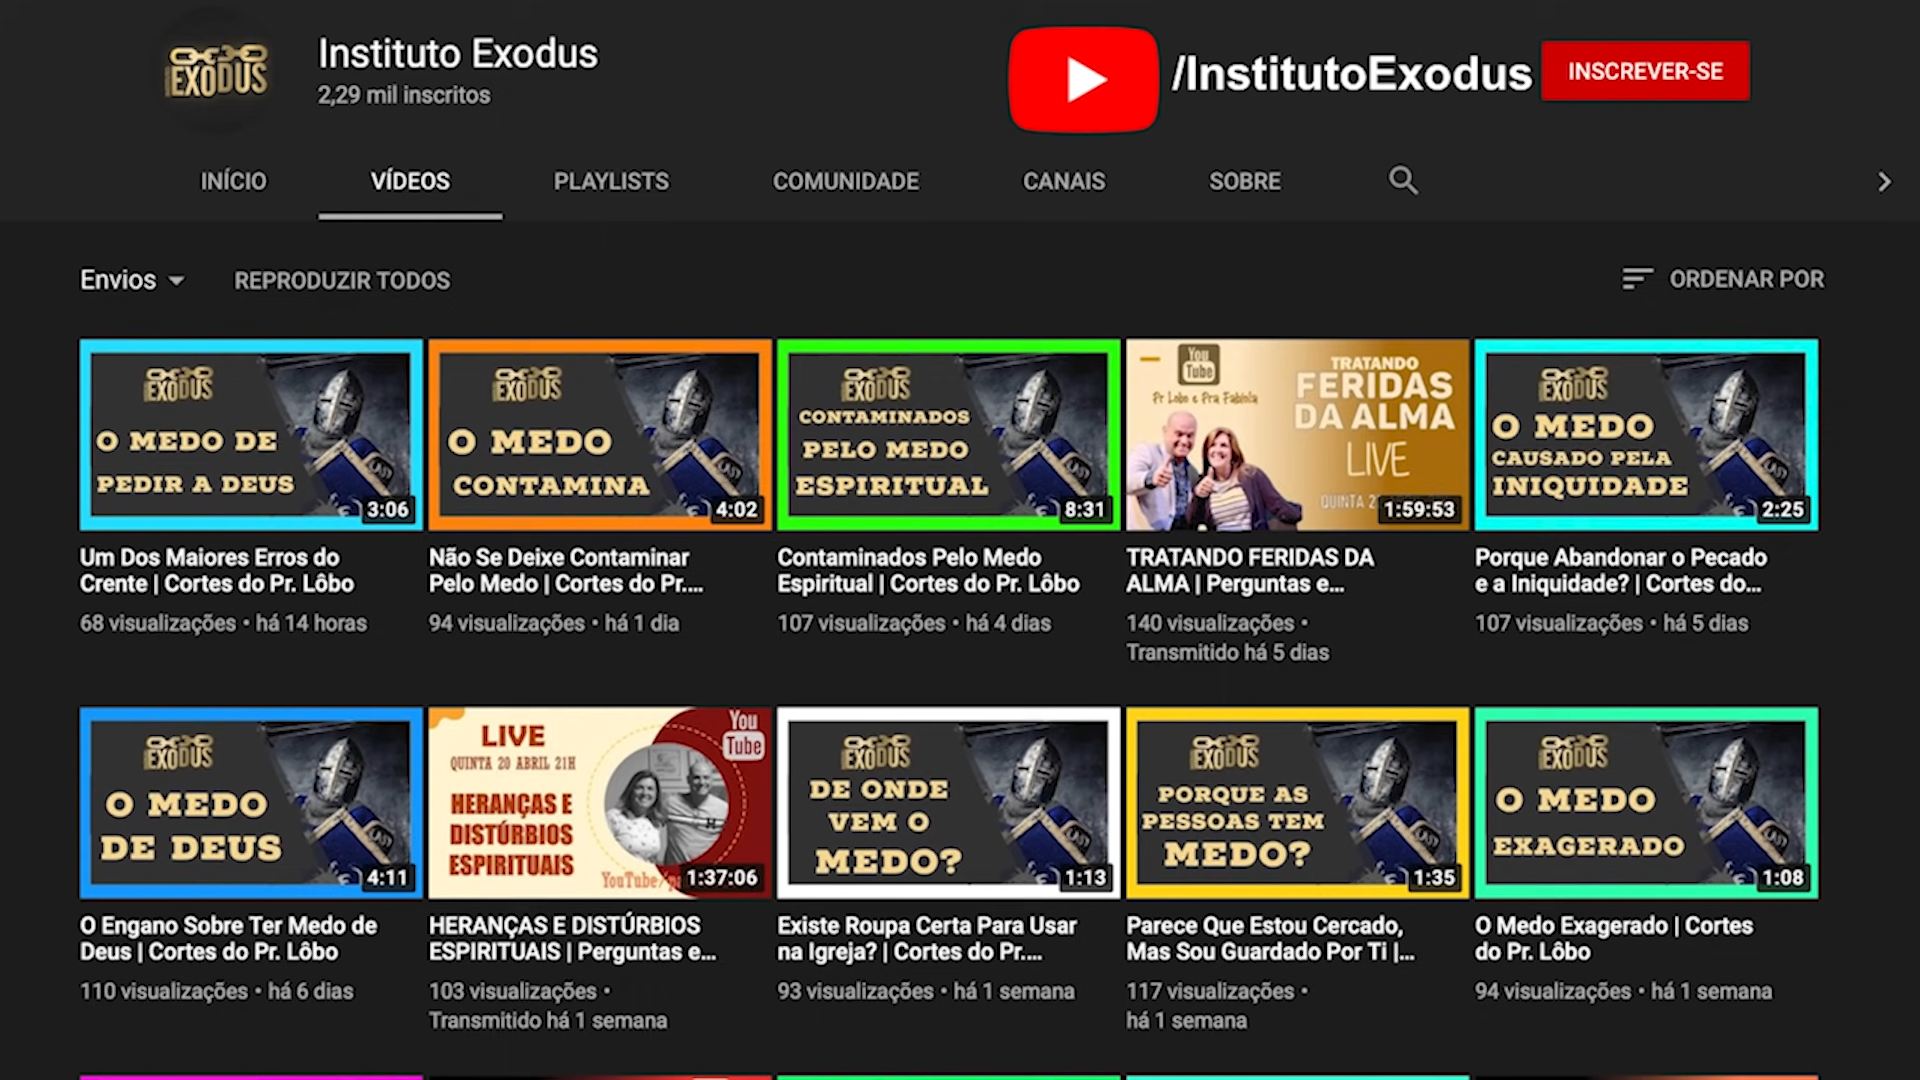 EXODUS
Instituto Exodus
2,29 mil inscritos
/InstitutoExodus
INSCREVER-SE
INÍCIO
VÍDEOS
PLAYLISTS
COMUNIDADE
CANAIS
SOBRE
Envios
REPRODUZIR TODOS
ORDENAR POR
EXODUS
O MEDO DE
PEDIR A DEUS
3:06
EXODUS
O MEDO
CONTAMINA
4:02
EXODUS
CONTAMINADOS
PELO MEDO
ESPIRITUAL
8:31
You
Tube
Pr Lobo e Pra Fabíola
TRATANDO
FERIDAS
DA ALMA
LIVE
QUINTA
1:59:53
EXODUS
O MEDO
CAUSADO PELA
INIQUIDADE
2:25
Um Dos Maiores Erros do
Crente | Cortes do Pr. Lôbo
68 visualizações • há 14 horas
Não Se Deixe Contaminar
Pelo Medo | Cortes do Pr....
94 visualizações • há 1 dia
Contaminados Pelo Medo
Espiritual | Cortes do Pr. Lôbo
107 visualizações • há 4 dias
TRATANDO FERIDAS DA
ALMA | Perguntas e...
140 visualizações •
Transmitido há 5 dias
Porque Abandonar o Pecado
e a Iniquidade? | Cortes do...
107 visualizações • há 5 dias
EXODUS
O MEDO
DE DEUS
4:11
LIVE
QUINTA 20 ABRIL 21H
HERANÇAS E
DISTÚRBIOS
ESPIRITUAIS
You
Tube
YouTube/
1:37:06
EXODUS
DE ONDE
VEM O
MEDO?
1:13
EXODUS
PORQUE AS
PESSOAS TEM
MEDO?
1:35
EXODUS
O MEDO
EXAGERADO
1:08
O Engano Sobre Ter Medo de
Deus | Cortes do Pr. Lôbo
110 visualizações • há 6 dias
HERANÇAS E DISTÚRBIOS
ESPIRITUAIS | Perguntas e...
103 visualizações •
Transmitido há 1 semana
Existe Roupa Certa Para Usar
na Igreja? | Cortes do Pr....
93 visualizações • há 1 semana
Parece Que Estou Cercado,
Mas Sou Guardado Por Ti |...
117 visualizações •
há 1 semana
O Medo Exagerado | Cortes
do Pr. Lôbo
94 visualizações • há 1 semana